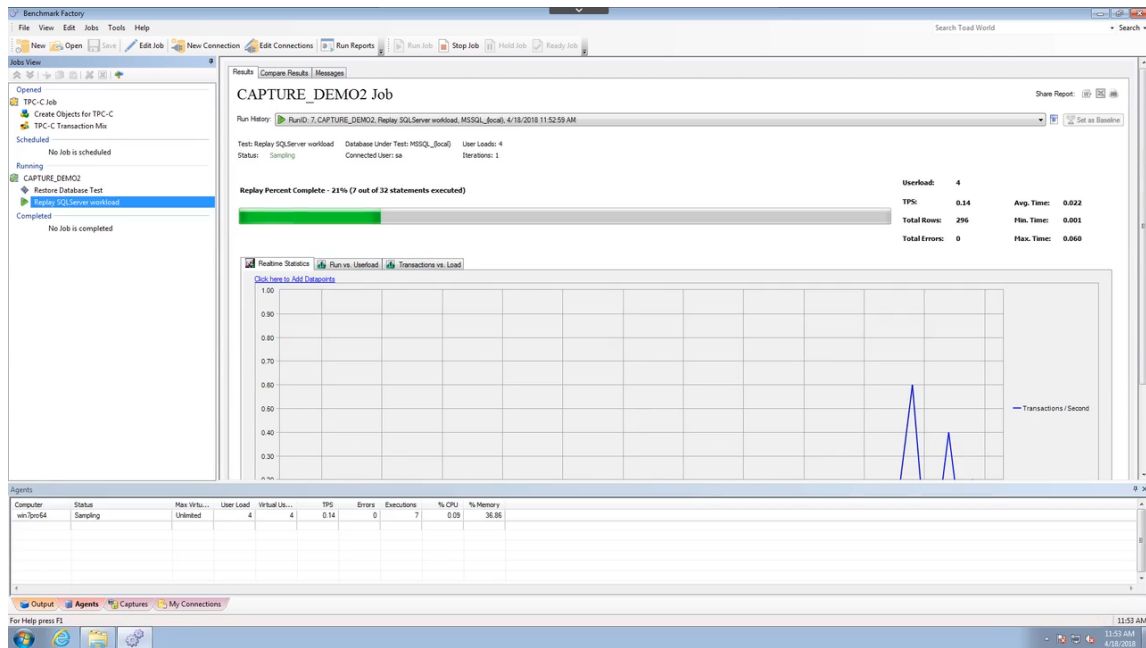 Benchmark Factory
File View Edit Jobs Tools Help
Search Toad World
Search
New Open Save Edit Job New Connection Edit Connections Run Reports Run Job Stop Job Hold Job Ready Job
Jobs View
Opened
TPC-C Job
Create Objects for TPC-C
TPC-C Transaction Mix
Scheduled
No Job is scheduled
Running
CAPTURE_DEMO2
Restore Database Test
Replay SQLServer workload
Completed
No Job is completed
Results Compare Results Messages
CAPTURE_DEMO2 Job
Share Report:
Run History: RunID: 7, CAPTURE_DEMO2, Replay SQLServer workload, MSSQL_(local), 4/18/2018 11:52:59 AM
Set as Baseline
Test: Replay SQLServer workload Database Under Test: MSSQL_(local) User Loads: 4
Status: Sampling Connected User: sa Iterations: 1
Replay Percent Complete - 21% (7 out of 32 statements executed)
Userload: 4
TPS: 0.14 Avg. Time: 0.022
Total Rows: 296 Min. Time: 0.001
Total Errors: 0 Max. Time: 0.060
Realtime Statistics Run vs. Userload Transactions vs. Load
Click here to Add Datapoints
1.00
0.90
0.80
0.70
0.60
0.50
0.40
0.30
Transactions/Second
Agents
Computer Status Max Virtu... User Load Virtual Us... TPS Errors Executions % CPU % Memory
win7pro64 Sampling Unlimited 4 4 0.14 0 7 0.09 36.86
Output Agents Captures My Connections
For Help press F1
11:53 AM
11:53 AM
4/18/2018